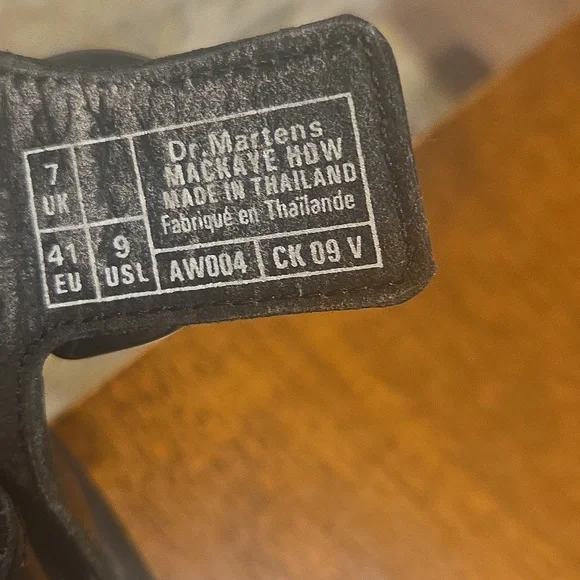 7
UK
Dr. Martens
MACKAYE HDW
MADE IN THAILAND
Fabriqué en Thaïlande
41
EU
9
USL
AW004
CK 09 V